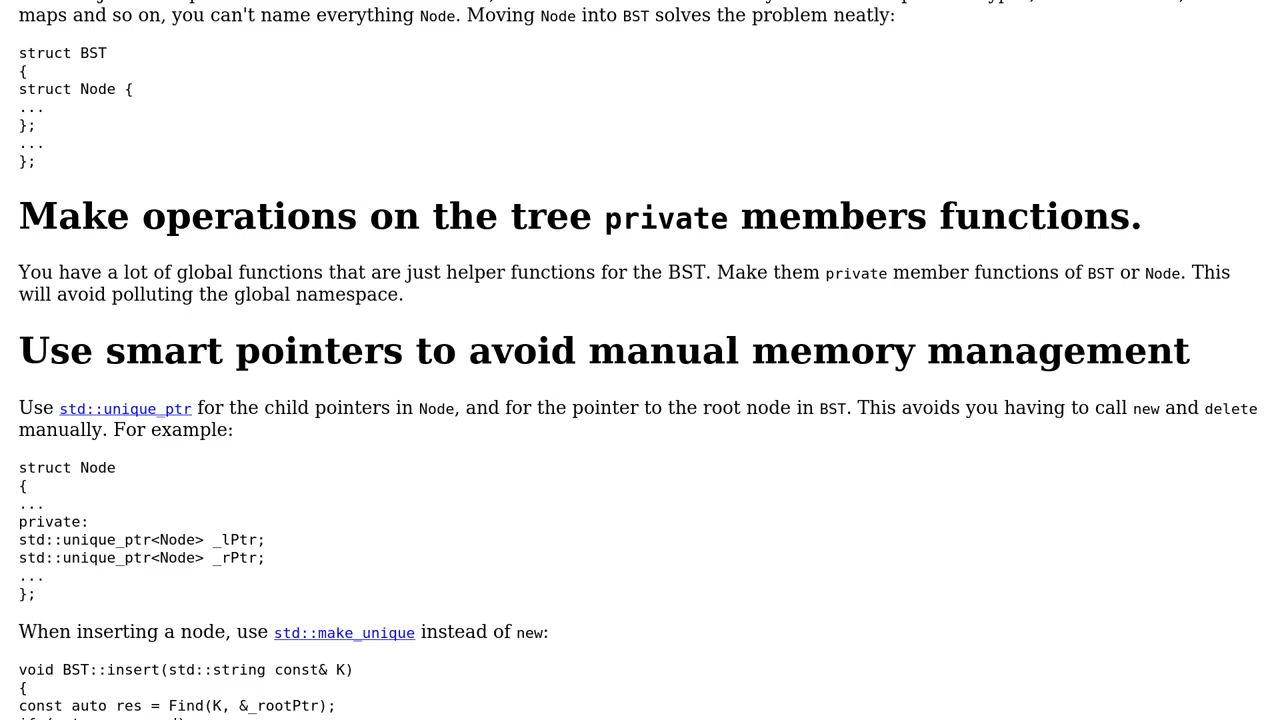 maps and so on, you can't name everything Node. Moving Node into BST solves the problem neatly:
struct BST
{
struct Node {
...
};
...
};
Make operations on the tree private members functions.
You have a lot of global functions that are just helper functions for the BST. Make them private member functions of BST or Node. This
will avoid polluting the global namespace.
Use smart pointers to avoid manual memory management
Use std::unique_ptr for the child pointers in Node, and for the pointer to the root node in BST. This avoids you having to call new and delete
manually. For example:
struct Node
{
...
private:
std::unique_ptr<Node> _lPtr;
std::unique_ptr<Node> _rPtr;
...
};
When inserting a node, use std::make_unique instead of new:
void BST::insert(std::string const& K)
{
const auto res = Find(K, &_rootPtr);